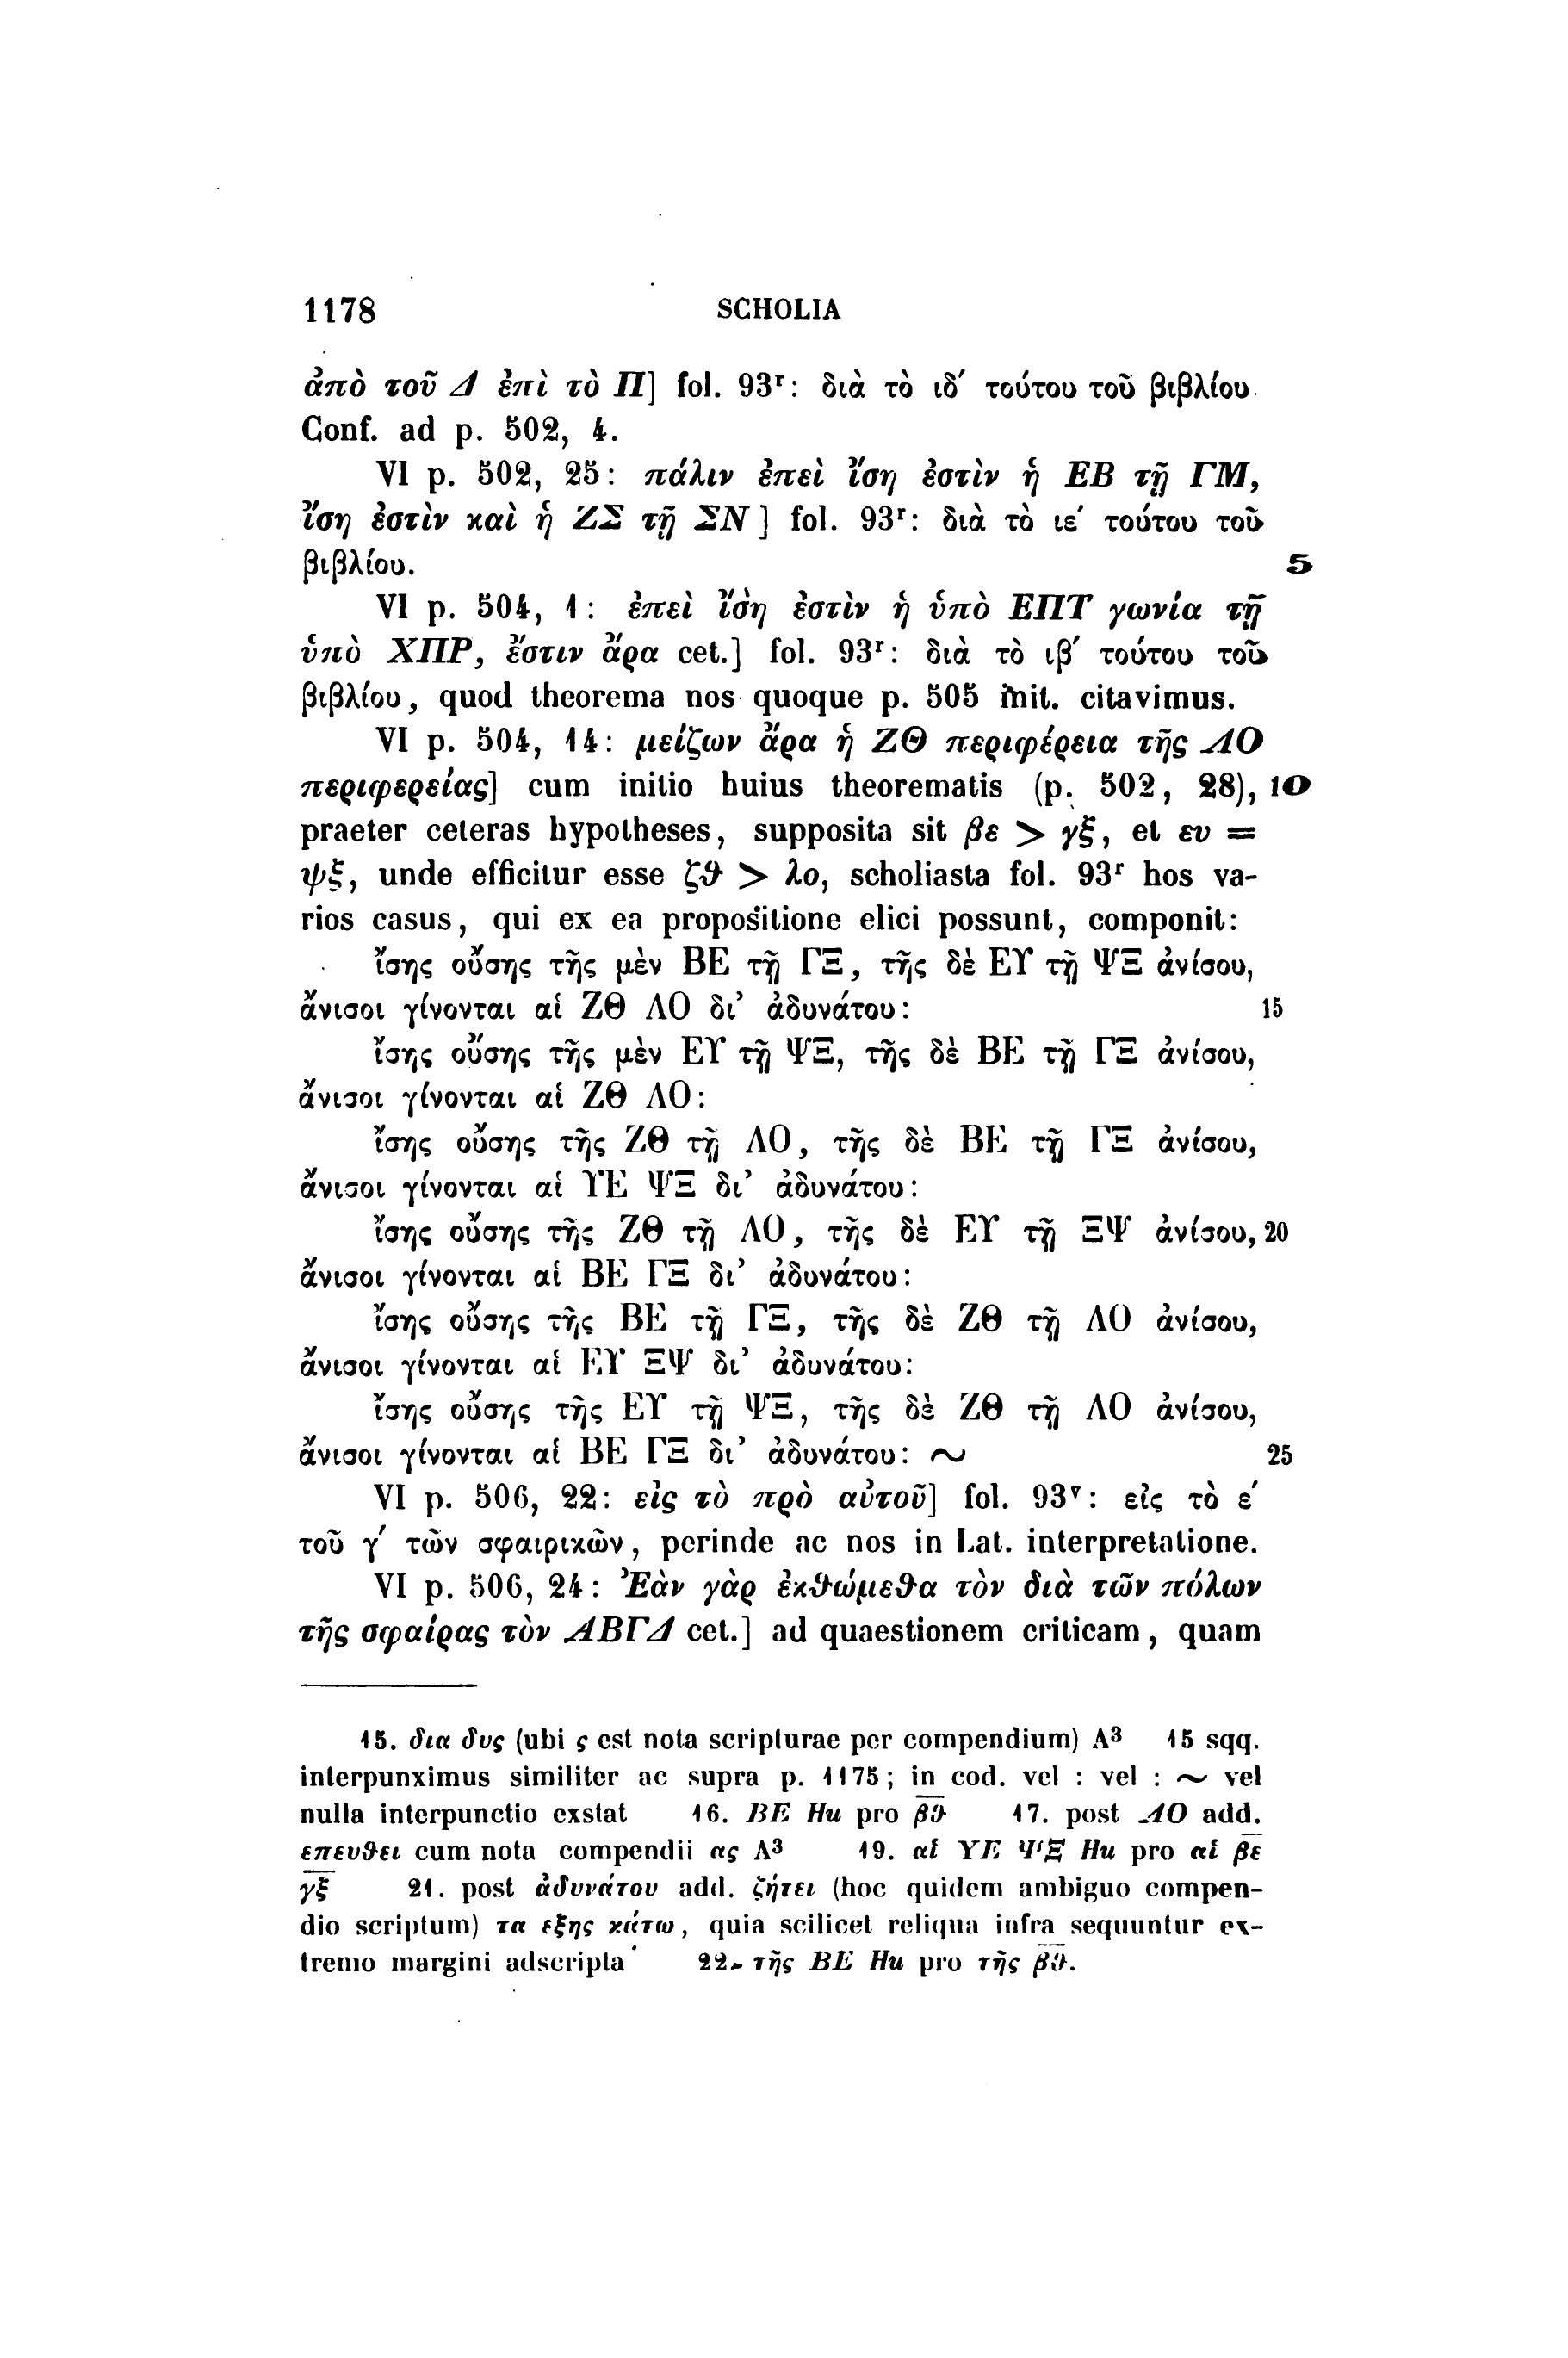 1178 SCHOLIA
ἀπὸ τοῦ Δ ἐπὶ τὸ Π] fol. 93ʳ: διὰ τὸ ιδ′ τούτου τοῦ βιβλίου.
Conf. ad p. 502, 4.
VI p. 502, 25: πάλιν ἐπεὶ ἴση ἐστὶν ἡ ΕΒ τῇ ΓΜ,
ἴση ἐστὶν καὶ ἡ ΖΣ τῇ ΣΝ] fol. 93ʳ: διὰ τὸ ιε′ τούτου τοῦ
βιβλίου. 5
VI p. 504, 1: ἐπεὶ ἴση ἐστὶν ἡ ὑπὸ ΕΠΤ γωνία τῇ
ὑπὸ ΧΠΡ, ἔστιν ἄρα cet.] fol. 93ʳ: διὰ τὸ ιβ′ τούτου τοῦ
βιβλίου, quod theorema nos quoque p. 505 init. citavimus.
VI p. 504, 14: μείζων ἄρα ἡ ΖΘ περιφέρεια τῆς ΛΟ
περιφερείας] cum initio huius theorematis (p. 502, 28), 10
praeter ceteras hypotheses, supposita sit βε > γξ, et ευ =
ψξ, unde efficitur esse ζϑ > λο, scholiasta fol. 93ʳ hos va-
rios casus, qui ex ea propositione elici possunt, componit:
ἴσης οὔσης τῆς μὲν ΒΕ τῇ ΓΞ, τῆς δὲ ΕΥ τῇ ΨΞ ἀνίσου,
ἄνισοι γίνονται αἱ ΖΘ ΛΟ δι’ ἀδυνάτου: 15
ἴσης οὔσης τῆς μὲν ΕΥ τῇ ΨΞ, τῆς δὲ ΒΕ τῇ ΓΞ ἀνίσου,
ἄνισοι γίνονται αἱ ΖΘ ΛΟ:
ἴσης οὔσης τῆς ΖΘ τῇ ΛΟ, τῆς δὲ ΒΕ τῇ ΓΞ ἀνίσου,
ἄνισοι γίνονται αἱ ΥΕ ΨΞ δι’ ἀδυνάτου:
ἴσης οὔσης τῆς ΖΘ τῇ ΛΟ, τῆς δὲ ΕΥ τῇ ΞΨ ἀνίσου, 20
ἄνισοι γίνονται αἱ ΒΕ ΓΞ δι’ ἀδυνάτου:
ἴσης οὔσης τῆς ΒΕ τῇ ΓΞ, τῆς δὲ ΖΘ τῇ ΛΟ ἀνίσου,
ἄνισοι γίνονται αἱ ΕΥ ΞΨ δι’ ἀδυνάτου:
ἴσης οὔσης τῆς ΕΥ τῇ ΨΞ, τῆς δὲ ΖΘ τῇ ΛΟ ἀνίσου,
ἄνισοι γίνονται αἱ ΒΕ ΓΞ δι’ ἀδυνάτου: ~ 25
VI p. 506, 22: εἰς τὸ πρὸ αὐτοῦ] fol. 93ᵛ: εἰς τὸ ε′
τοῦ γ′ τῶν σφαιρικῶν, perinde ac nos in Lat. interpretatione.
VI p. 506, 24: Ἐὰν γὰρ ἐκϑώμεϑα τὸν διὰ τῶν πόλων
τῆς σφαίρας τὸν ΑΒΓΔ cet.] ad quaestionem criticam, quam
15. δια δυς (ubi ς est nota scripturae per compendium) A³ 15 sqq.
interpunximus similiter ac supra p. 1175; in cod. vel : vel : ~ vel
nulla interpunctio exstat 16. ΒΕ Hu pro β̅ϑ̅ 17. post ΛΟ add.
επευϑει cum nota compendii ας A³ 19. αἱ ΥΕ ΨΞ Hu pro αἱ β̅ε̅
γ̅ξ̅ 21. post ἀδυνάτου add. ζήτει (hoc quidem ambiguo compen-
dio scriptum) τα εξης κάτω, quia scilicet reliqua infra sequuntur ex-
tremo margini adscripta 22. τῆς ΒΕ Hu pro τῆς β̅ϑ̅.